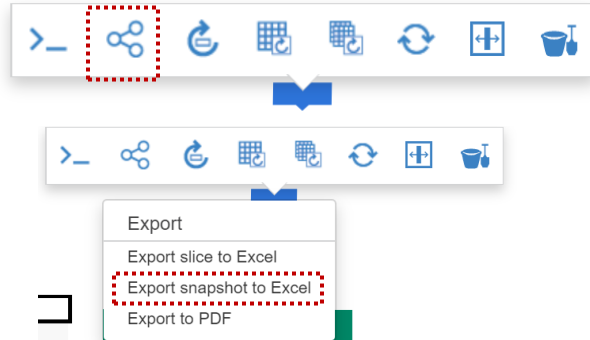 Export
Export slice to Excel
Export snapshot to Excel
Export to PDF